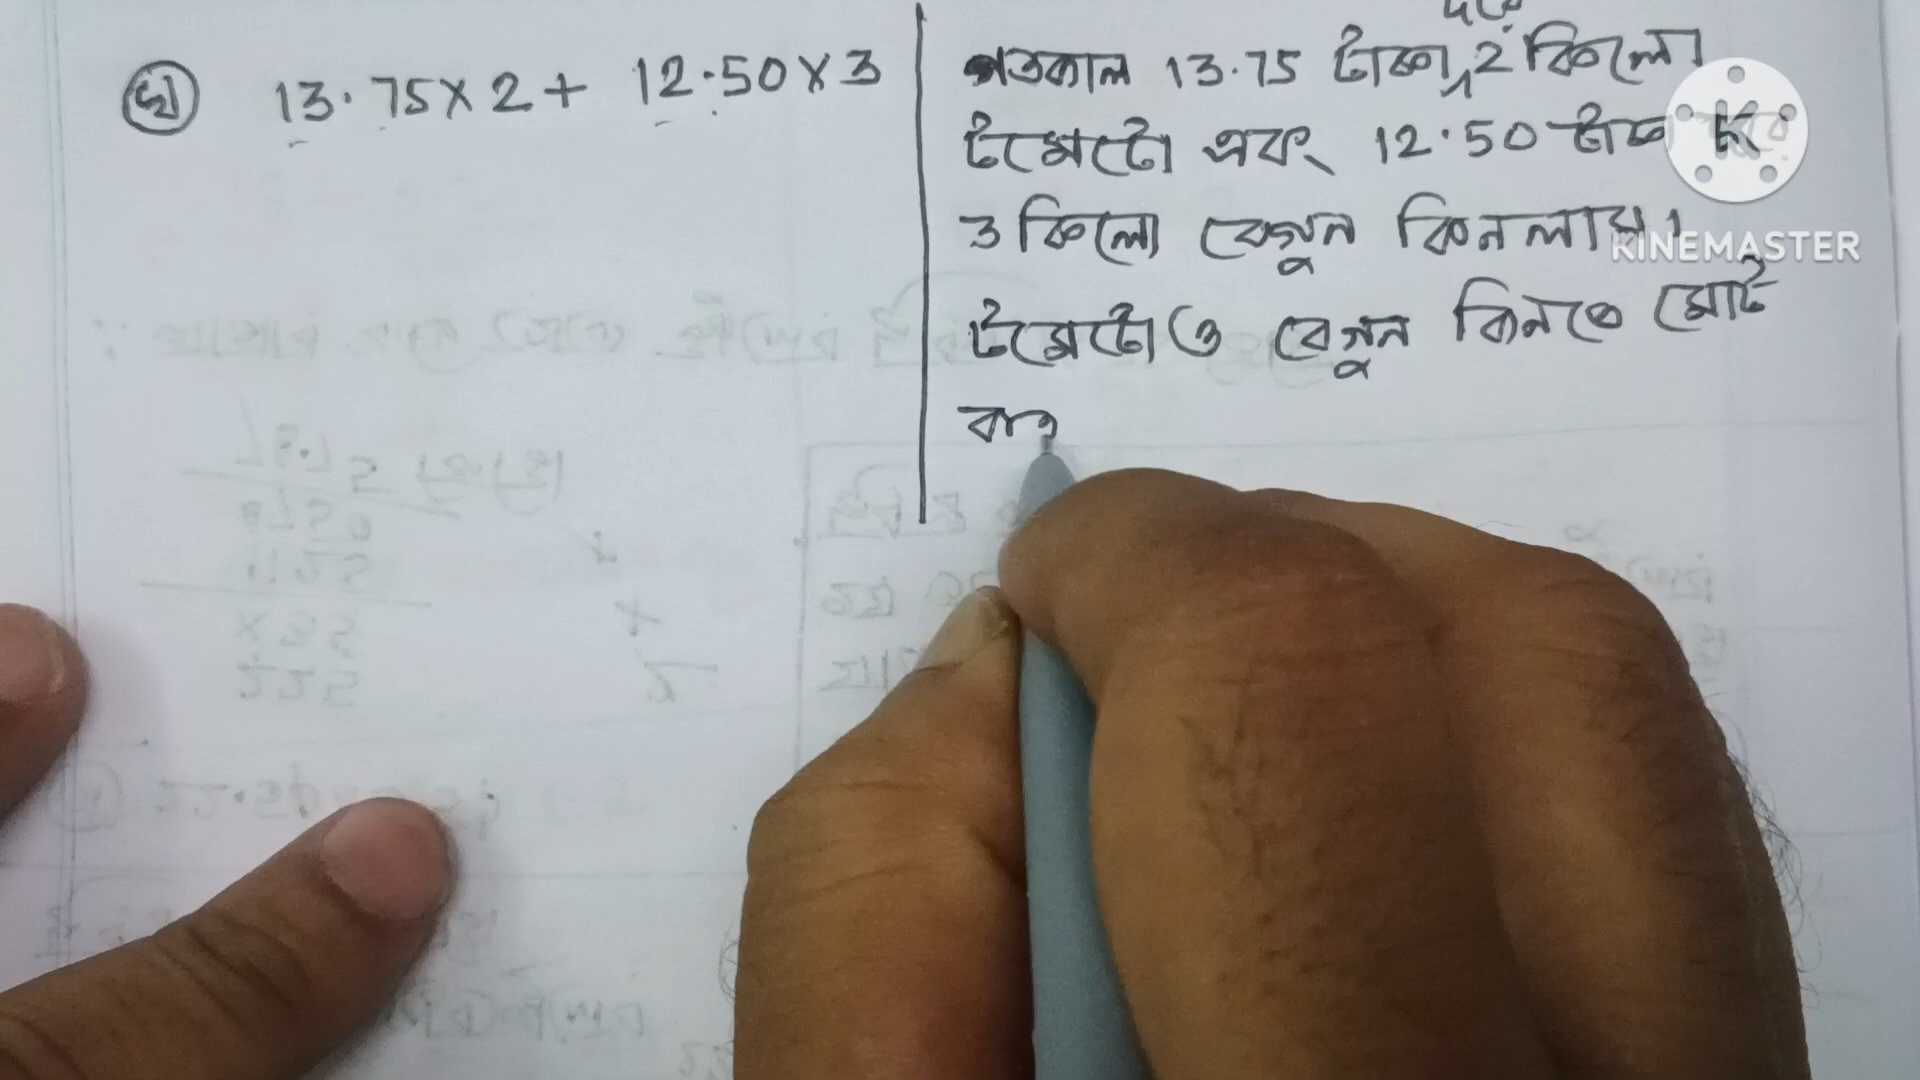 খ 13.75 x 2 + 12.50 x 3
দরে
গতকাল 13.75 টাকা 2 কিলো
টমেটো এবং 12.50 টাকা
3 কিলো বেগুন কিনলাম।
টমেটো ও বেগুন কিনতে মোট
কত
K
KINEMASTER